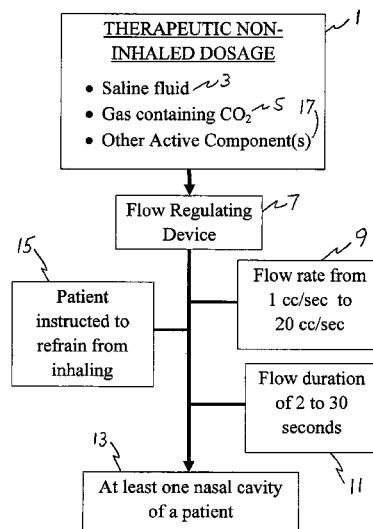 1
THERAPEUTIC NON-
INHALED DOSAGE
• Saline fluid 3
• Gas containing CO₂ 5 17
• Other Active Component(s)
7
Flow Regulating
Device
15
Patient
instructed to
refrain from
inhaling
9
Flow rate from
1 cc/sec to
20 cc/sec
Flow duration
of 2 to 30
seconds
11
13
At least one nasal cavity
of a patient